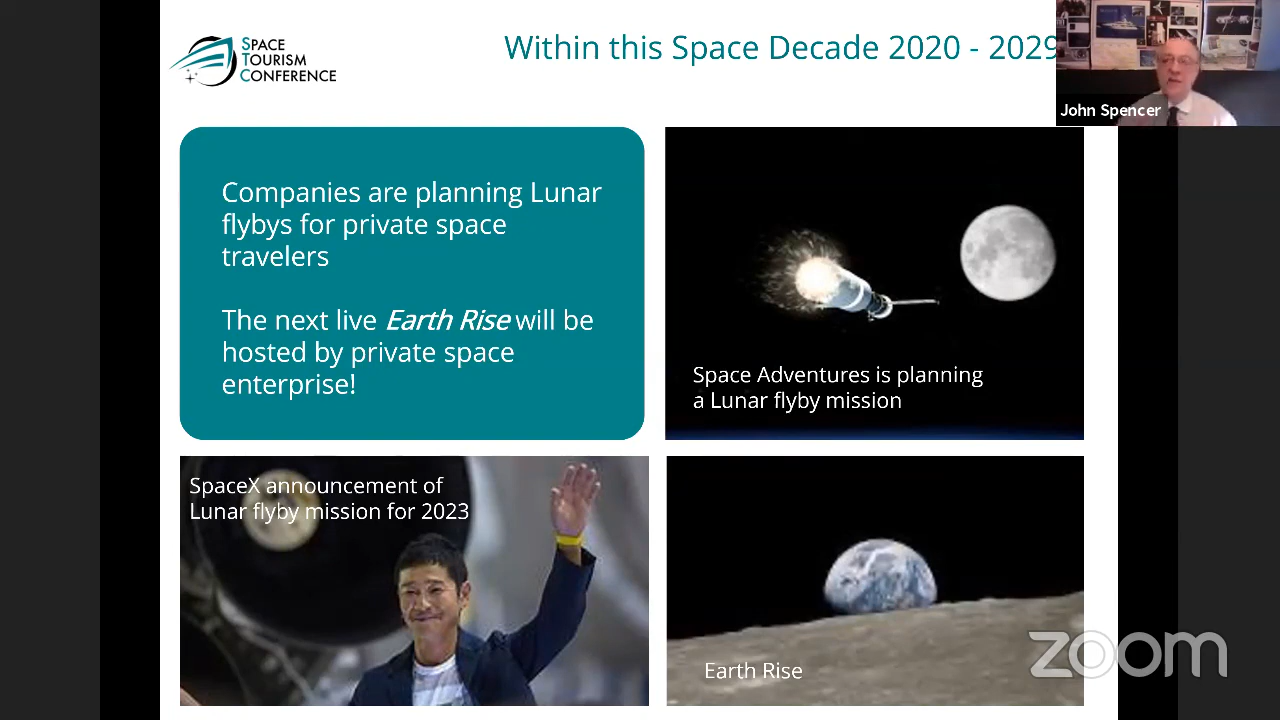 SPACE
TOURISM
CONFERENCE
Within this Space Decade 2020 - 2029
John Spencer
Companies are planning Lunar
flybys for private space
travelers
The next live Earth Rise will be
hosted by private space
enterprise!
Space Adventures is planning
a Lunar flyby mission
SpaceX announcement of
Lunar flyby mission for 2023
Earth Rise
zoom